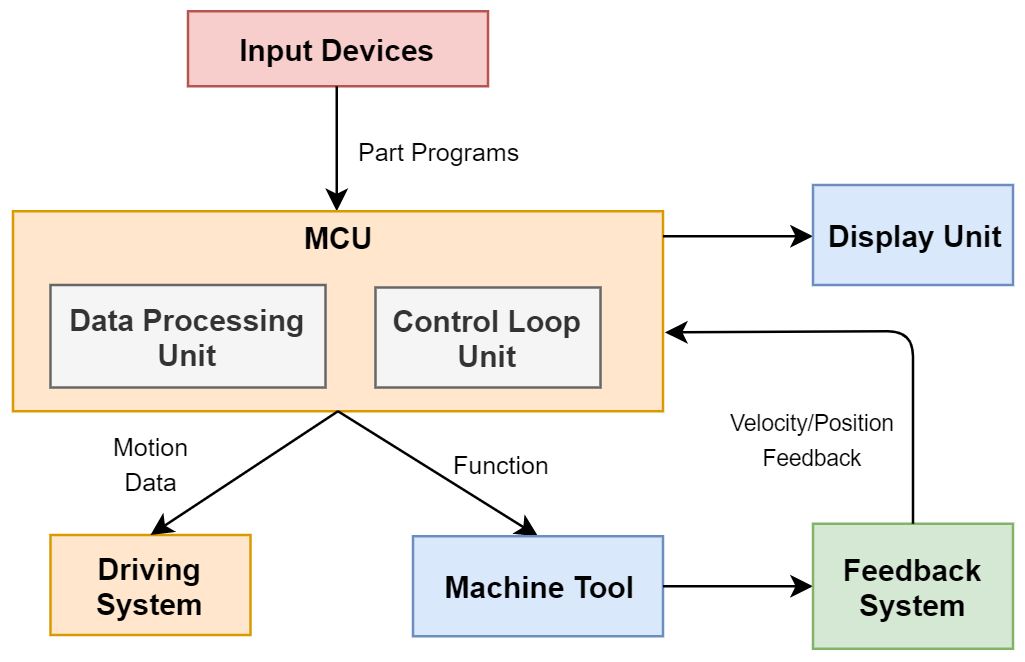 Input Devices
Part Programs
MCU
Display Unit
Data Processing
Unit
Control Loop
Unit
Velocity/Position
Feedback
Motion
Data
Function
Driving
System
Machine Tool
Feedback
System